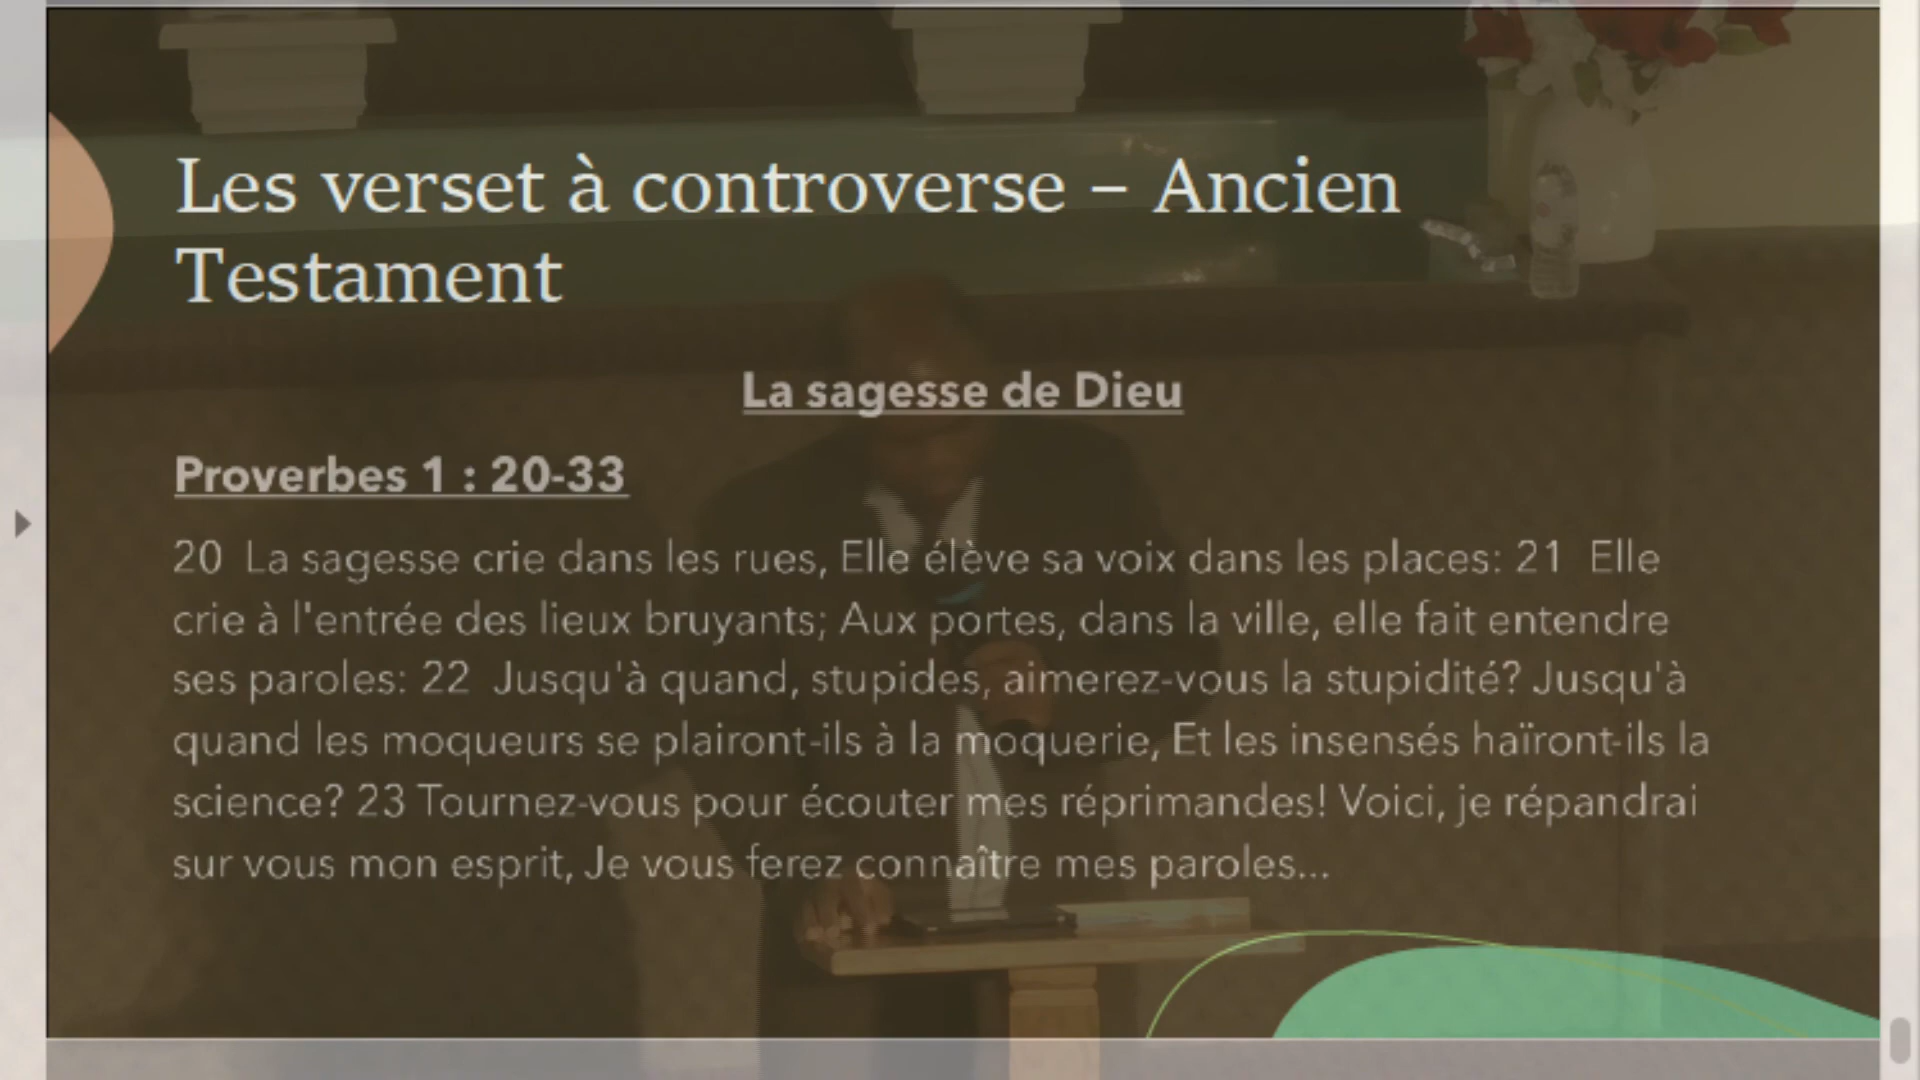 Les verset à controverse – Ancien
Testament
La sagesse de Dieu
Proverbes 1 : 20-33
20 La sagesse crie dans les rues, Elle élève sa voix dans les places: 21 Elle
crie à l'entrée des lieux bruyants; Aux portes, dans la ville, elle fait entendre
ses paroles: 22 Jusqu'à quand, stupides, aimerez-vous la stupidité? Jusqu'à
quand les moqueurs se plairont-ils à la moquerie, Et les insensés haïront-ils la
science? 23 Tournez-vous pour écouter mes réprimandes! Voici, je répandrai
sur vous mon esprit, Je vous ferez connaître mes paroles...